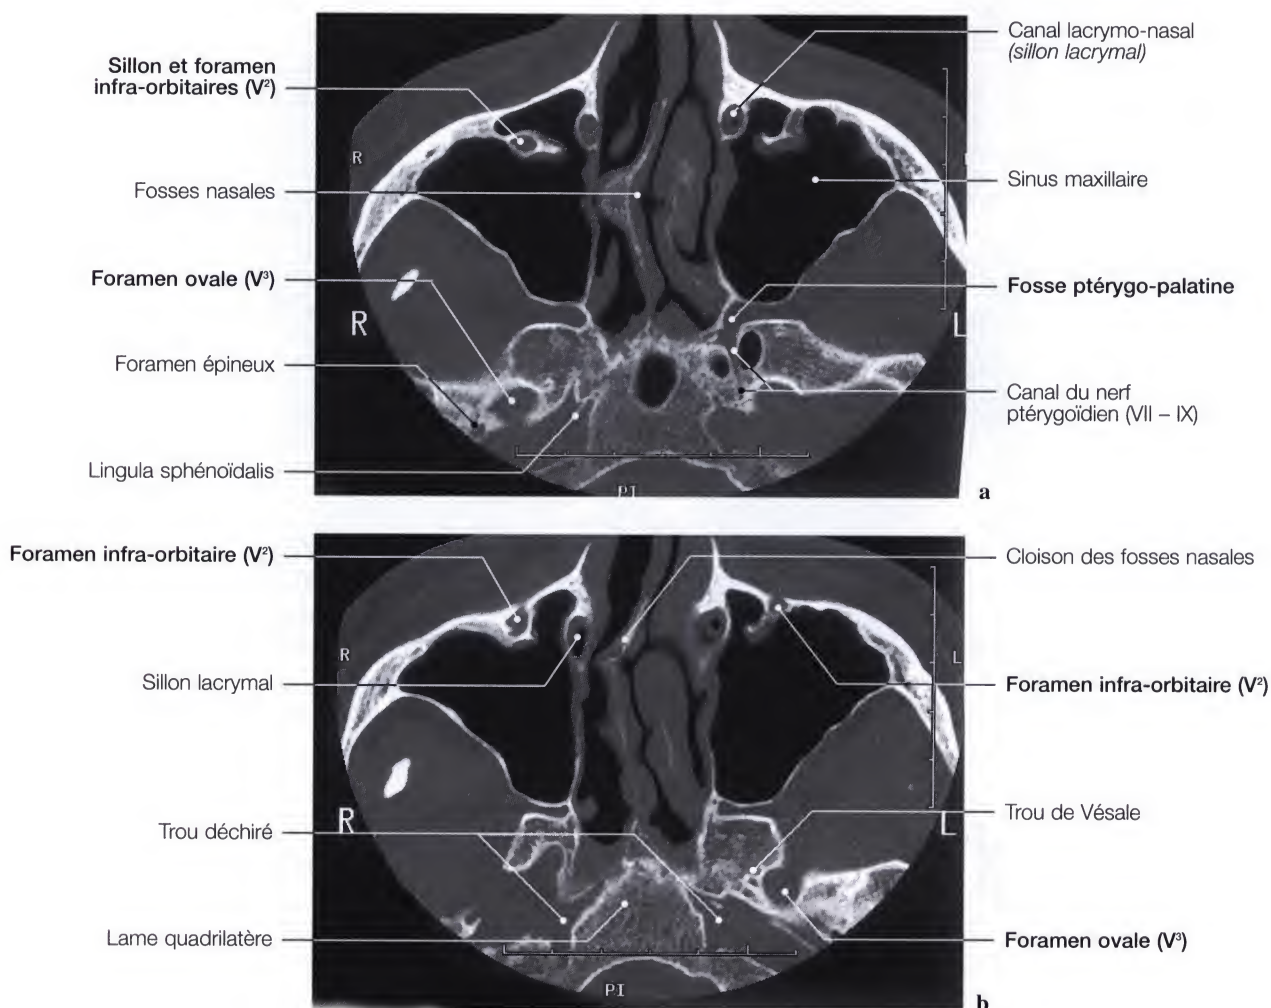 Sillon et foramen
infra-orbitaires (V²)
Fosses nasales
Foramen ovale (V³)
Foramen épineux
Lingula sphénoïdalis
Canal lacrymo-nasal
(sillon lacrymal)
Sinus maxillaire
Fosse ptérygo-palatine
Canal du nerf
ptérygoïdien (VII – IX)
R
R
L
PI
a
Foramen infra-orbitaire (V²)
Sillon lacrymal
Trou déchiré
Lame quadrilatère
Cloison des fosses nasales
Foramen infra-orbitaire (V²)
Trou de Vésale
Foramen ovale (V³)
R
L
R
L
PI
b